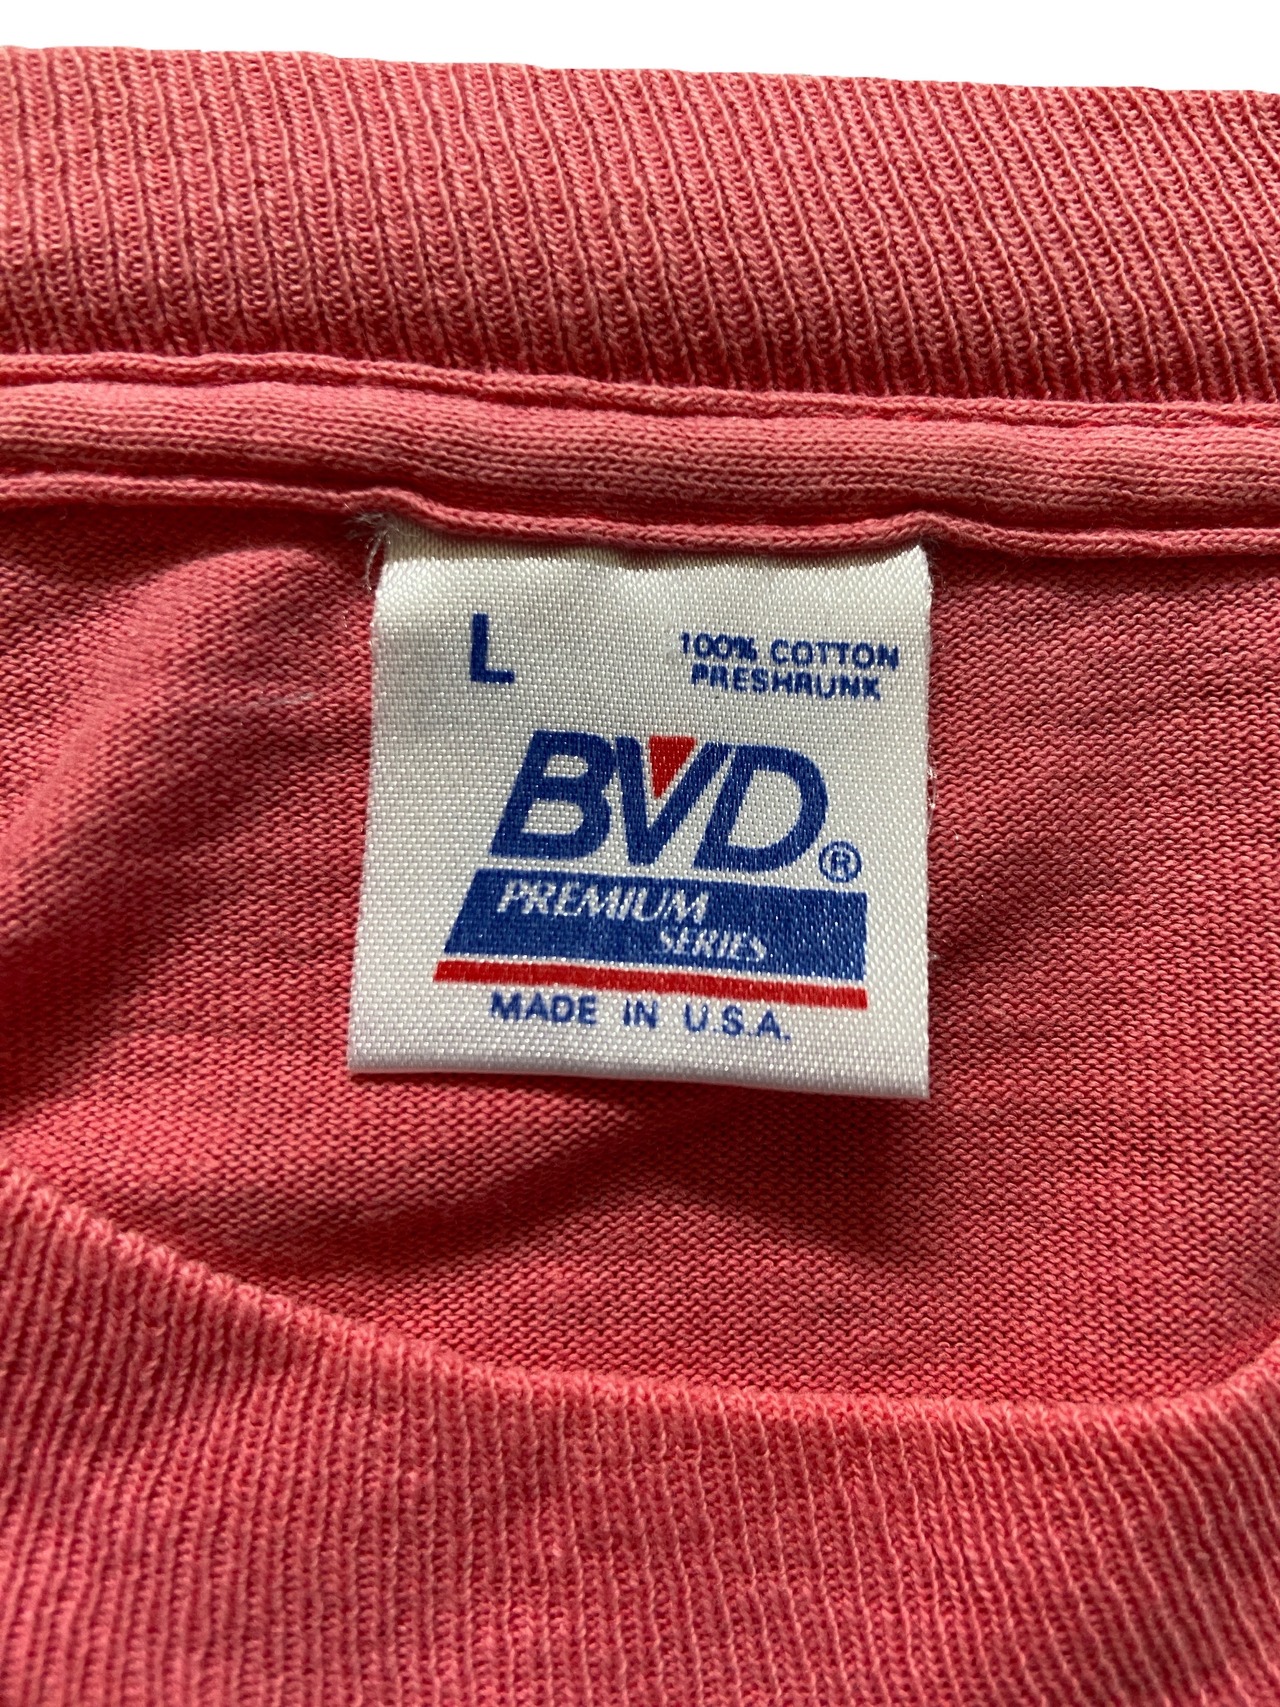 L
100% COTTON
PRESHRUNK
BVD®
PREMIUM
SERIES
MADE IN U.S.A.